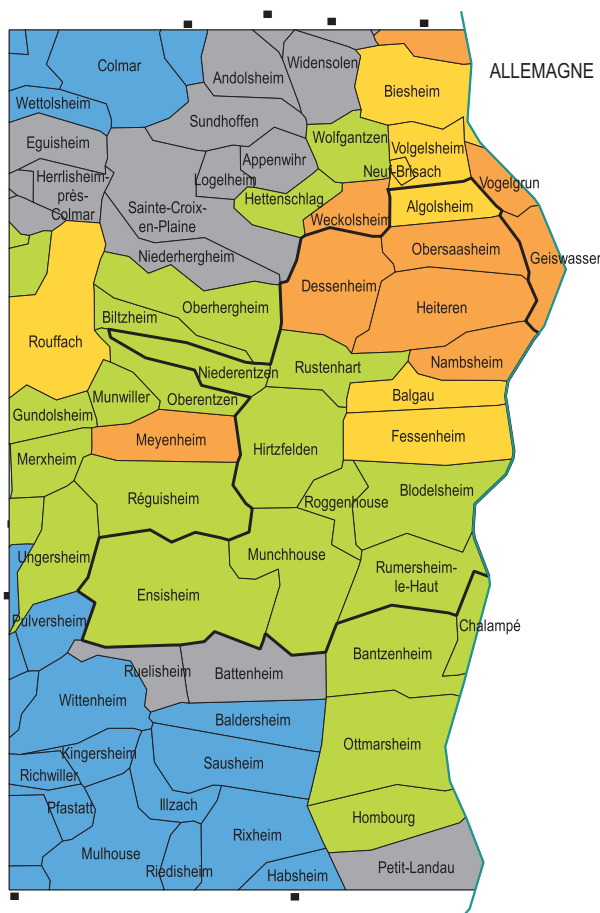 Widensolen
Colmar
ALLEMAGNE
Andolsheim
Biesheim
Wettolsheim
Sundhoffen
Wolfgantzen
Eguisheim
Volgelsheim
Appenwihr
Neuf-Brisach
Herrlisheim-
près-
Colmar
Logelheim
Vogelgrun
Hettenschlag
Sainte-Croix-
en-Plaine
Algolsheim
Weckolsheim
Niederhergheim
Obersaasheim
Geiswasser
Dessenheim
Oberhergheim
Heiteren
Biltzheim
Rouffach
Nambsheim
Rustenhart
Niederentzen
Munwiller
Oberentzen
Balgau
Gundolsheim
Meyenheim
Fessenheim
Hirtzfelden
Merxheim
Blodelsheim
Réguisheim
Roggenhouse
Ungersheim
Munchhouse
Rumersheim-
le-Haut
Ensisheim
Pulversheim
Chalampé
Bantzenheim
Ruelisheim
Battenheim
Wittenheim
Baldersheim
Ottmarsheim
Kingersheim
Sausheim
Richwiller
Pfastatt
Illzach
Hombourg
Rixheim
Mulhouse
Petit-Landau
Riedisheim
Habsheim